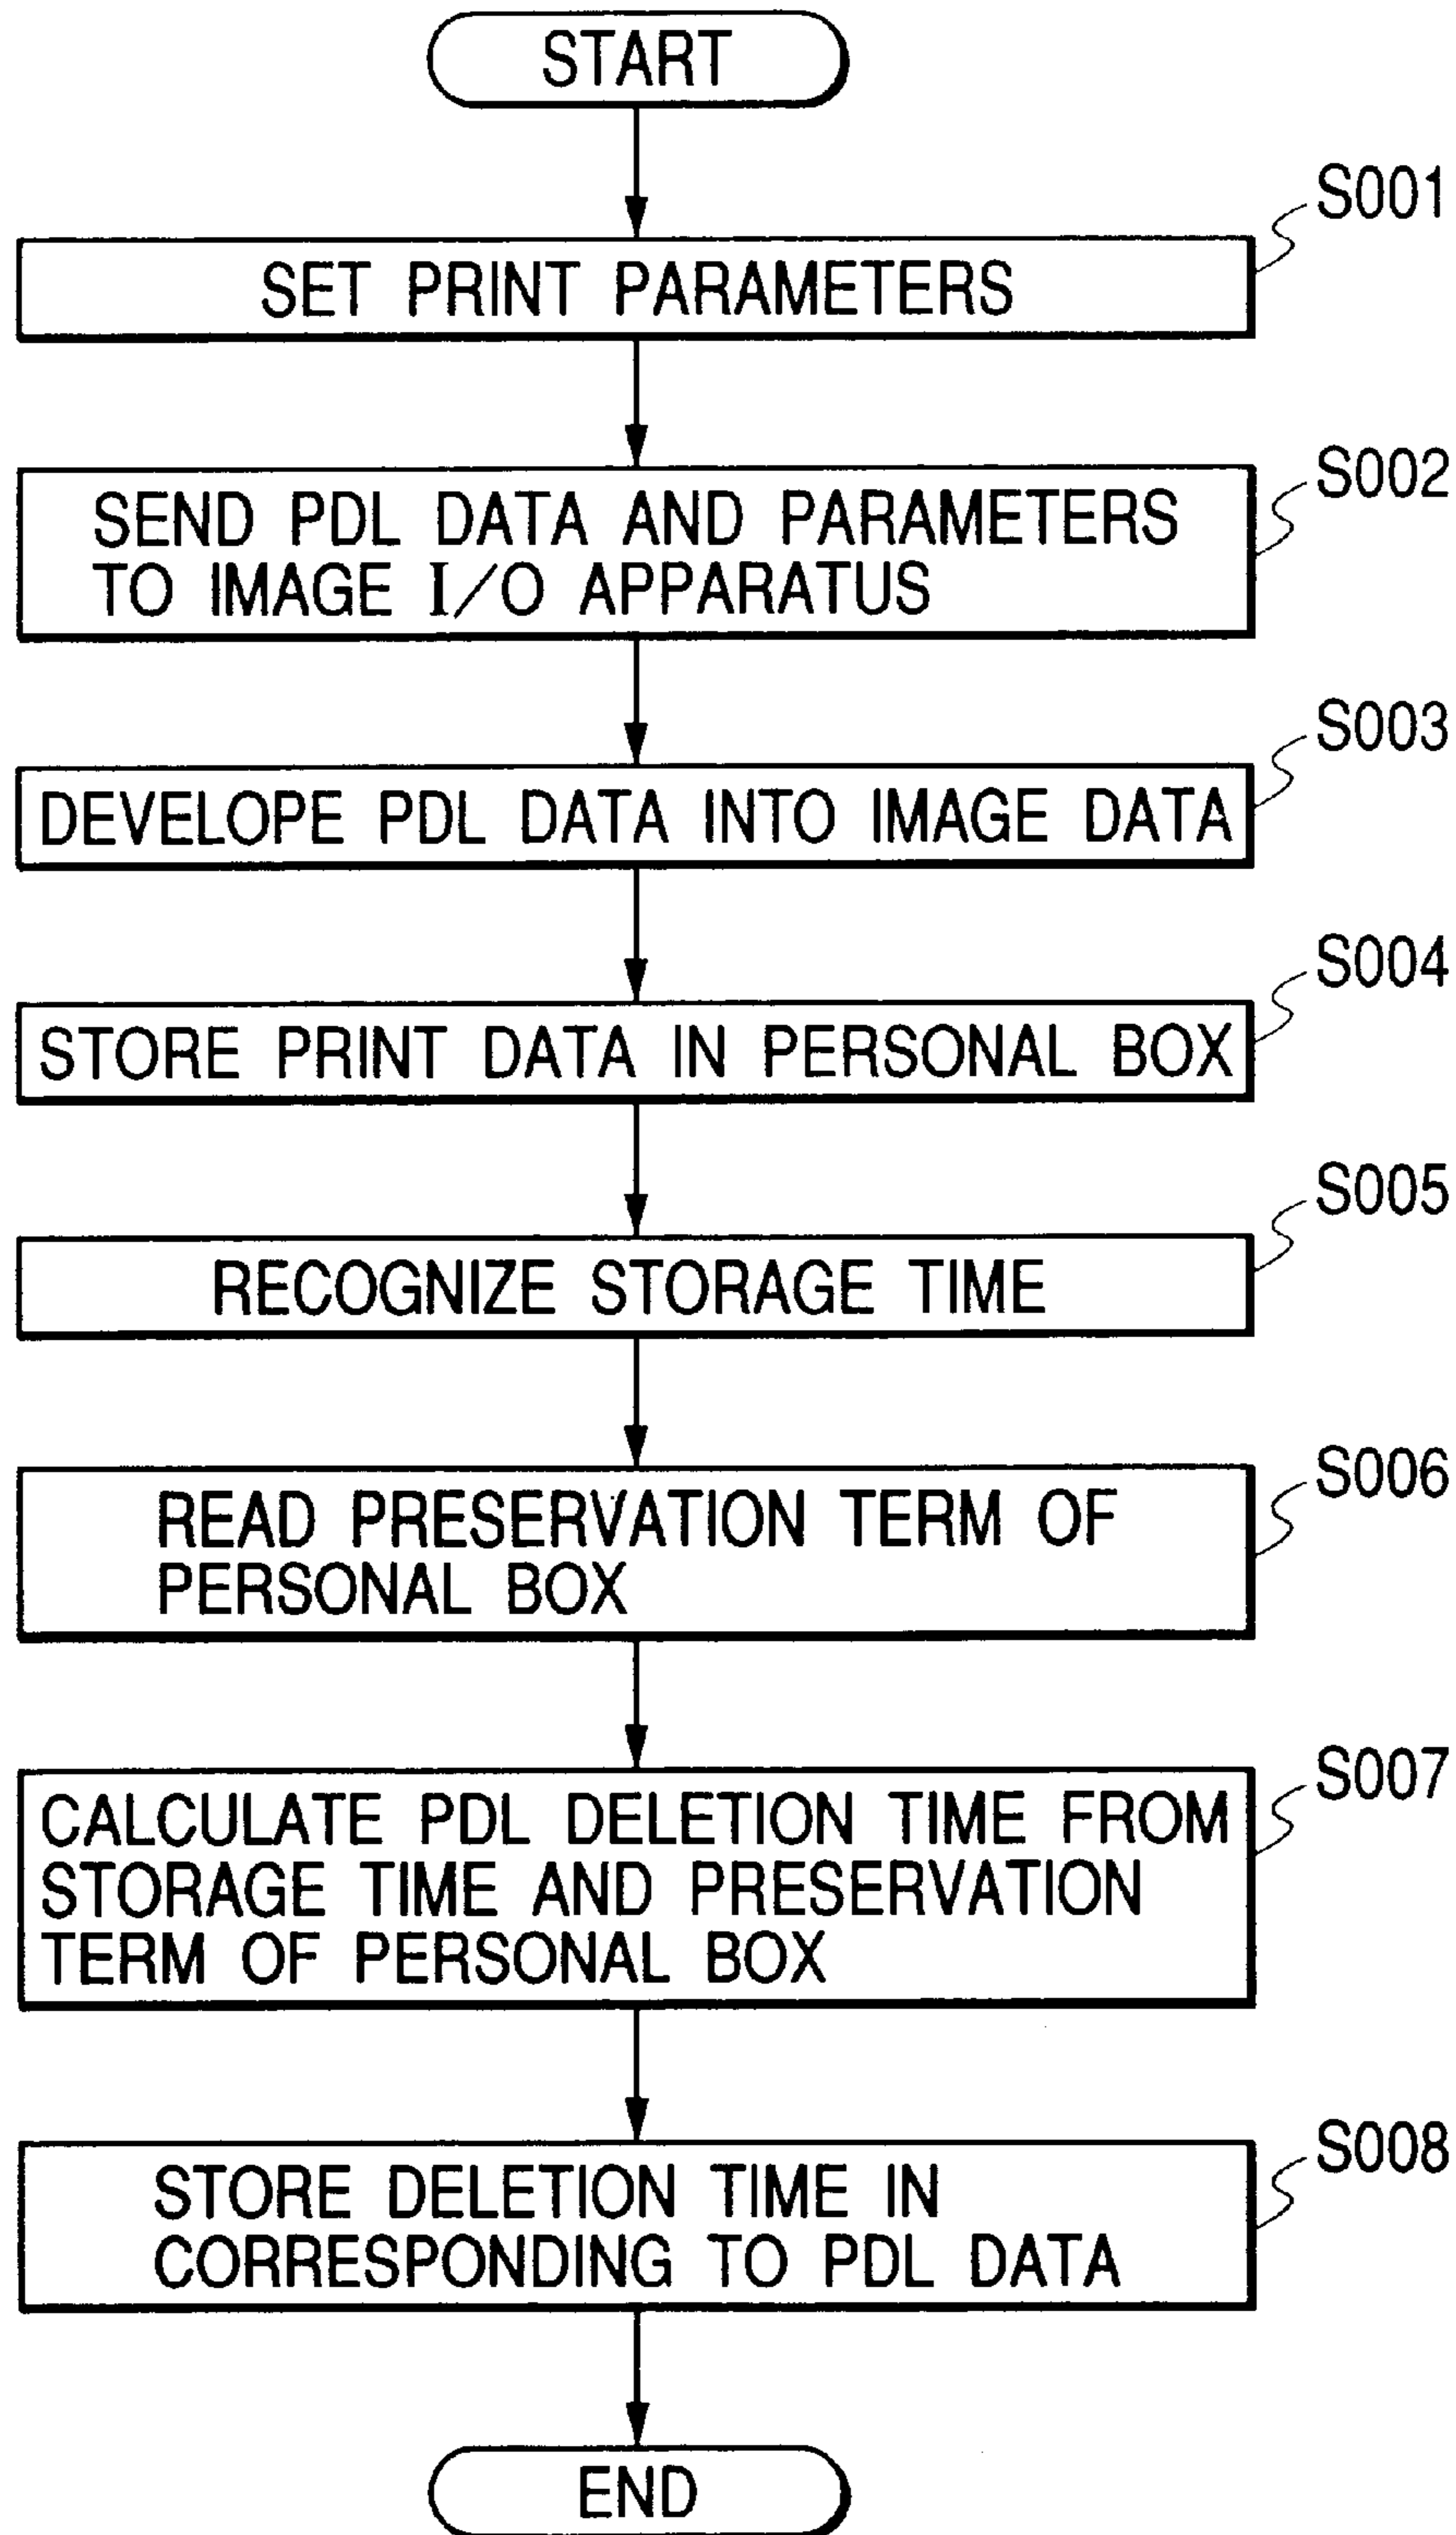 START
S001
SET PRINT PARAMETERS
S002
SEND PDL DATA AND PARAMETERS
TO IMAGE I/O APPARATUS
S003
DEVELOPE PDL DATA INTO IMAGE DATA
S004
STORE PRINT DATA IN PERSONAL BOX
S005
RECOGNIZE STORAGE TIME
S006
READ PRESERVATION TERM OF
PERSONAL BOX
S007
CALCULATE PDL DELETION TIME FROM
STORAGE TIME AND PRESERVATION
TERM OF PERSONAL BOX
S008
STORE DELETION TIME IN
CORRESPONDING TO PDL DATA
END